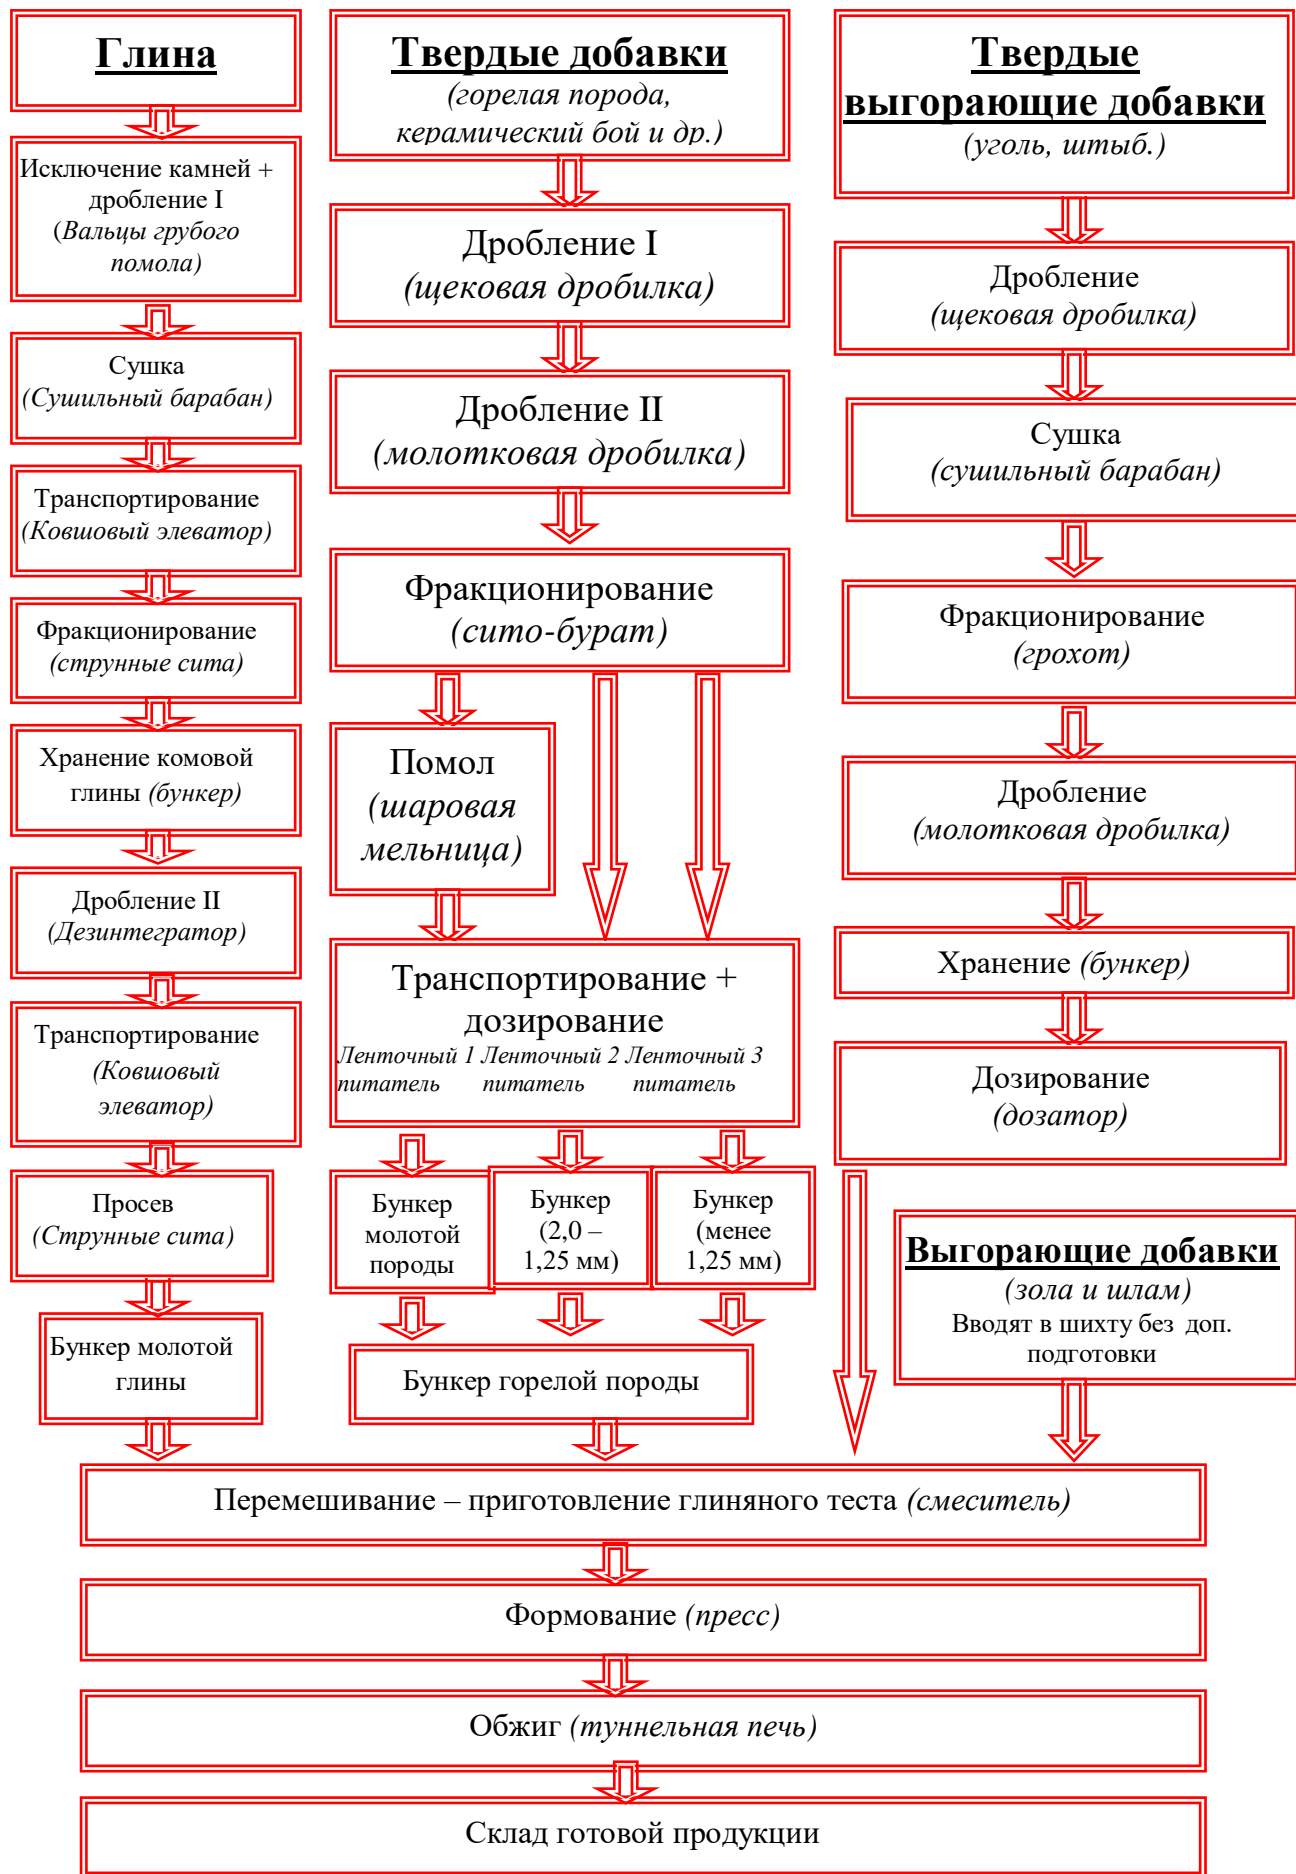 Глина
Исключение камней +
дробление I
(Вальцы грубого
помола)
Сушка
(Сушильный барабан)
Транспортирование
(Ковшовый элеватор)
Фракционирование
(струнные сита)
Хранение комовой
глины (бункер)
Дробление II
(Дезинтегратор)
Транспортирование
(Ковшовый
элеватор)
Просев
(Струнные сита)
Бункер молотой
глины
Твердые добавки
(горелая порода,
керамический бой и др.)
Дробление I
(щековая дробилка)
Дробление II
(молотковая дробилка)
Фракционирование
(сито-бурат)
Помол
(шаровая
мельница)
Транспортирование +
дозирование
Ленточный 1 Ленточный 2 Ленточный 3
питатель питатель питатель
Бункер
молотой
породы
Бункер
(2,0 –
1,25 мм)
Бункер
(менее
1,25 мм)
Бункер горелой породы
Твердые
выгорающие добавки
(уголь, штыб.)
Дробление
(щековая дробилка)
Сушка
(сушильный барабан)
Фракционирование
(грохот)
Дробление
(молотковая дробилка)
Хранение (бункер)
Дозирование
(дозатор)
Выгорающие добавки
(зола и шлам)
Вводят в шихту без доп.
подготовки
Перемешивание – приготовление глиняного теста (смеситель)
Формование (пресс)
Обжиг (туннельная печь)
Склад готовой продукции